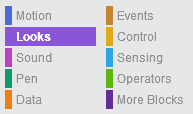 Motion
Looks
Sound
Pen
Data
Events
Control
Sensing
Operators
More Blocks